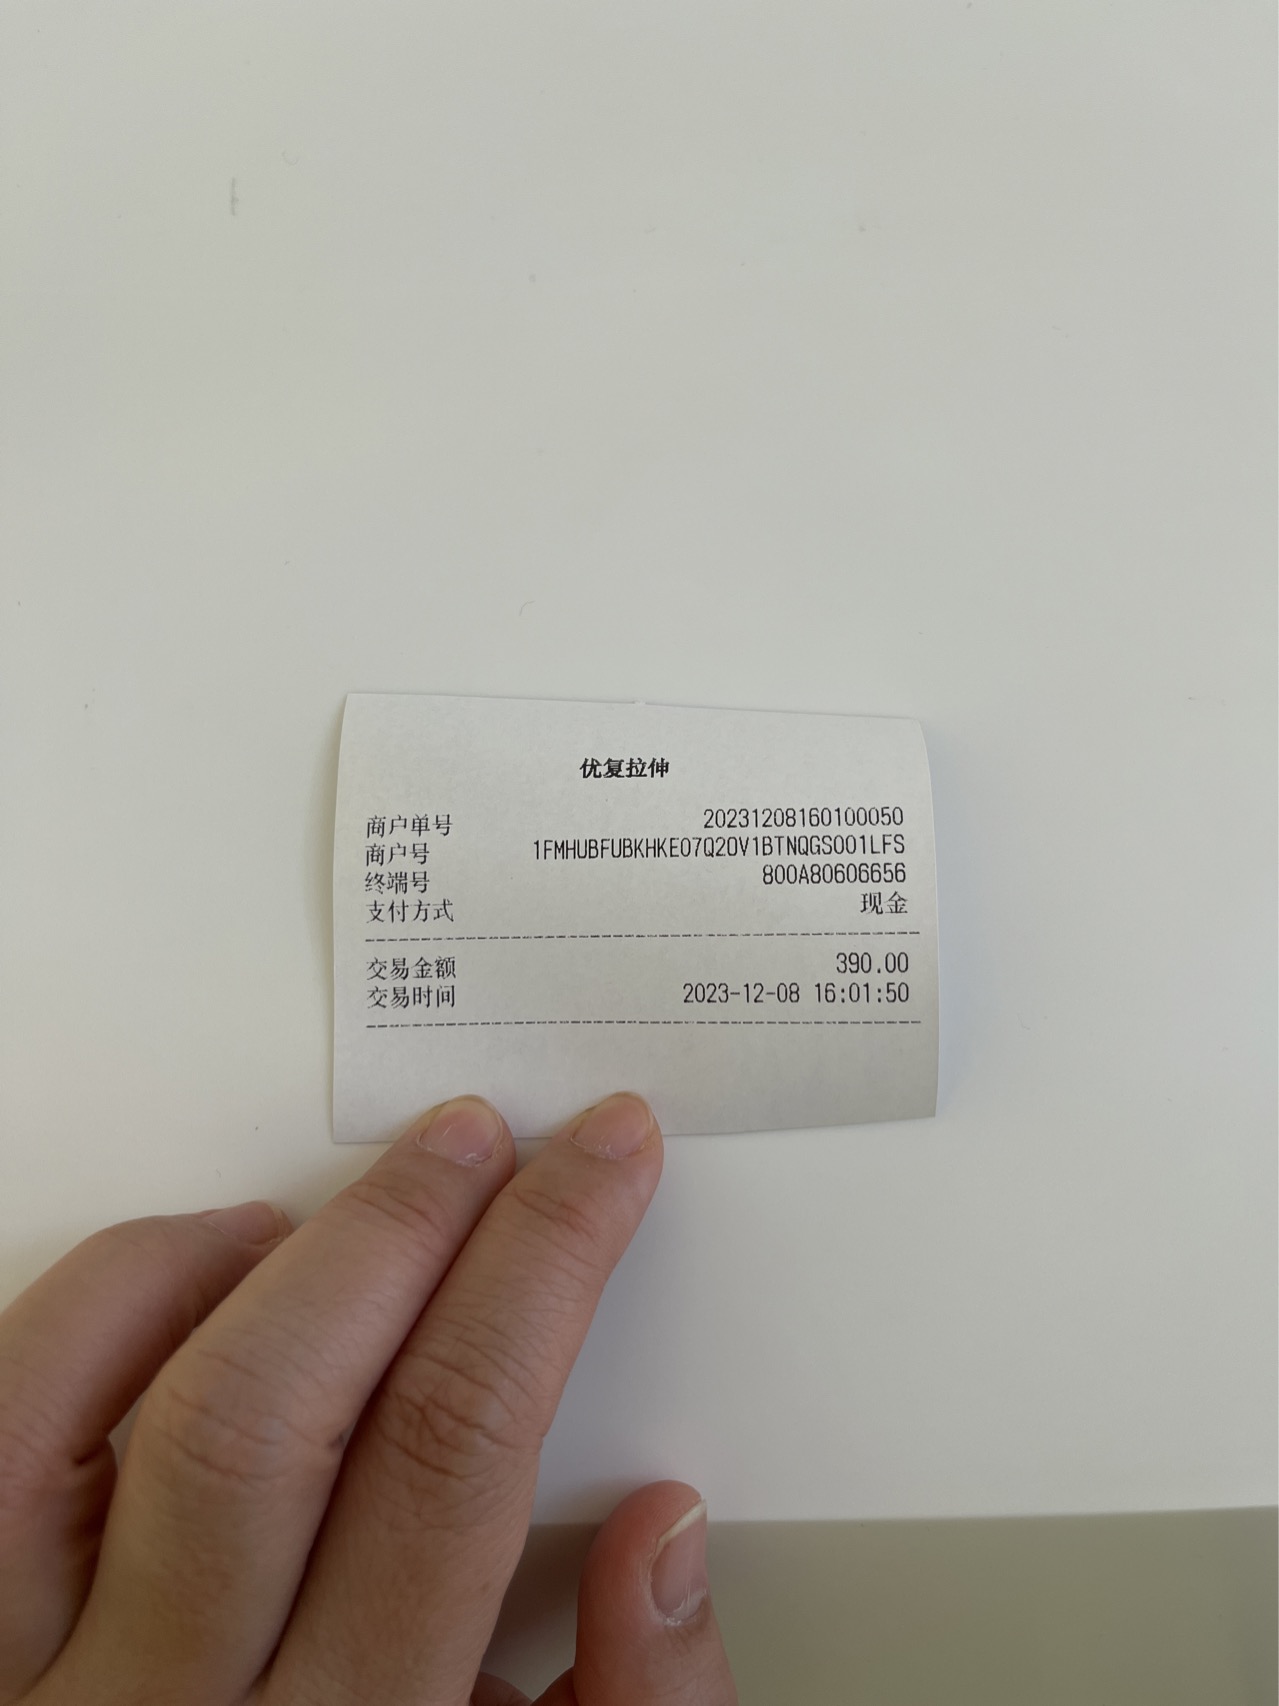 优复拉伸
商户单号 20231208160100050
商户号 1FMHUBFUBKHKE07Q20V1BTNQGS001LFS
终端号 800A80606656
支付方式 现金
交易金额 390.00
交易时间 2023-12-08 16:01:50